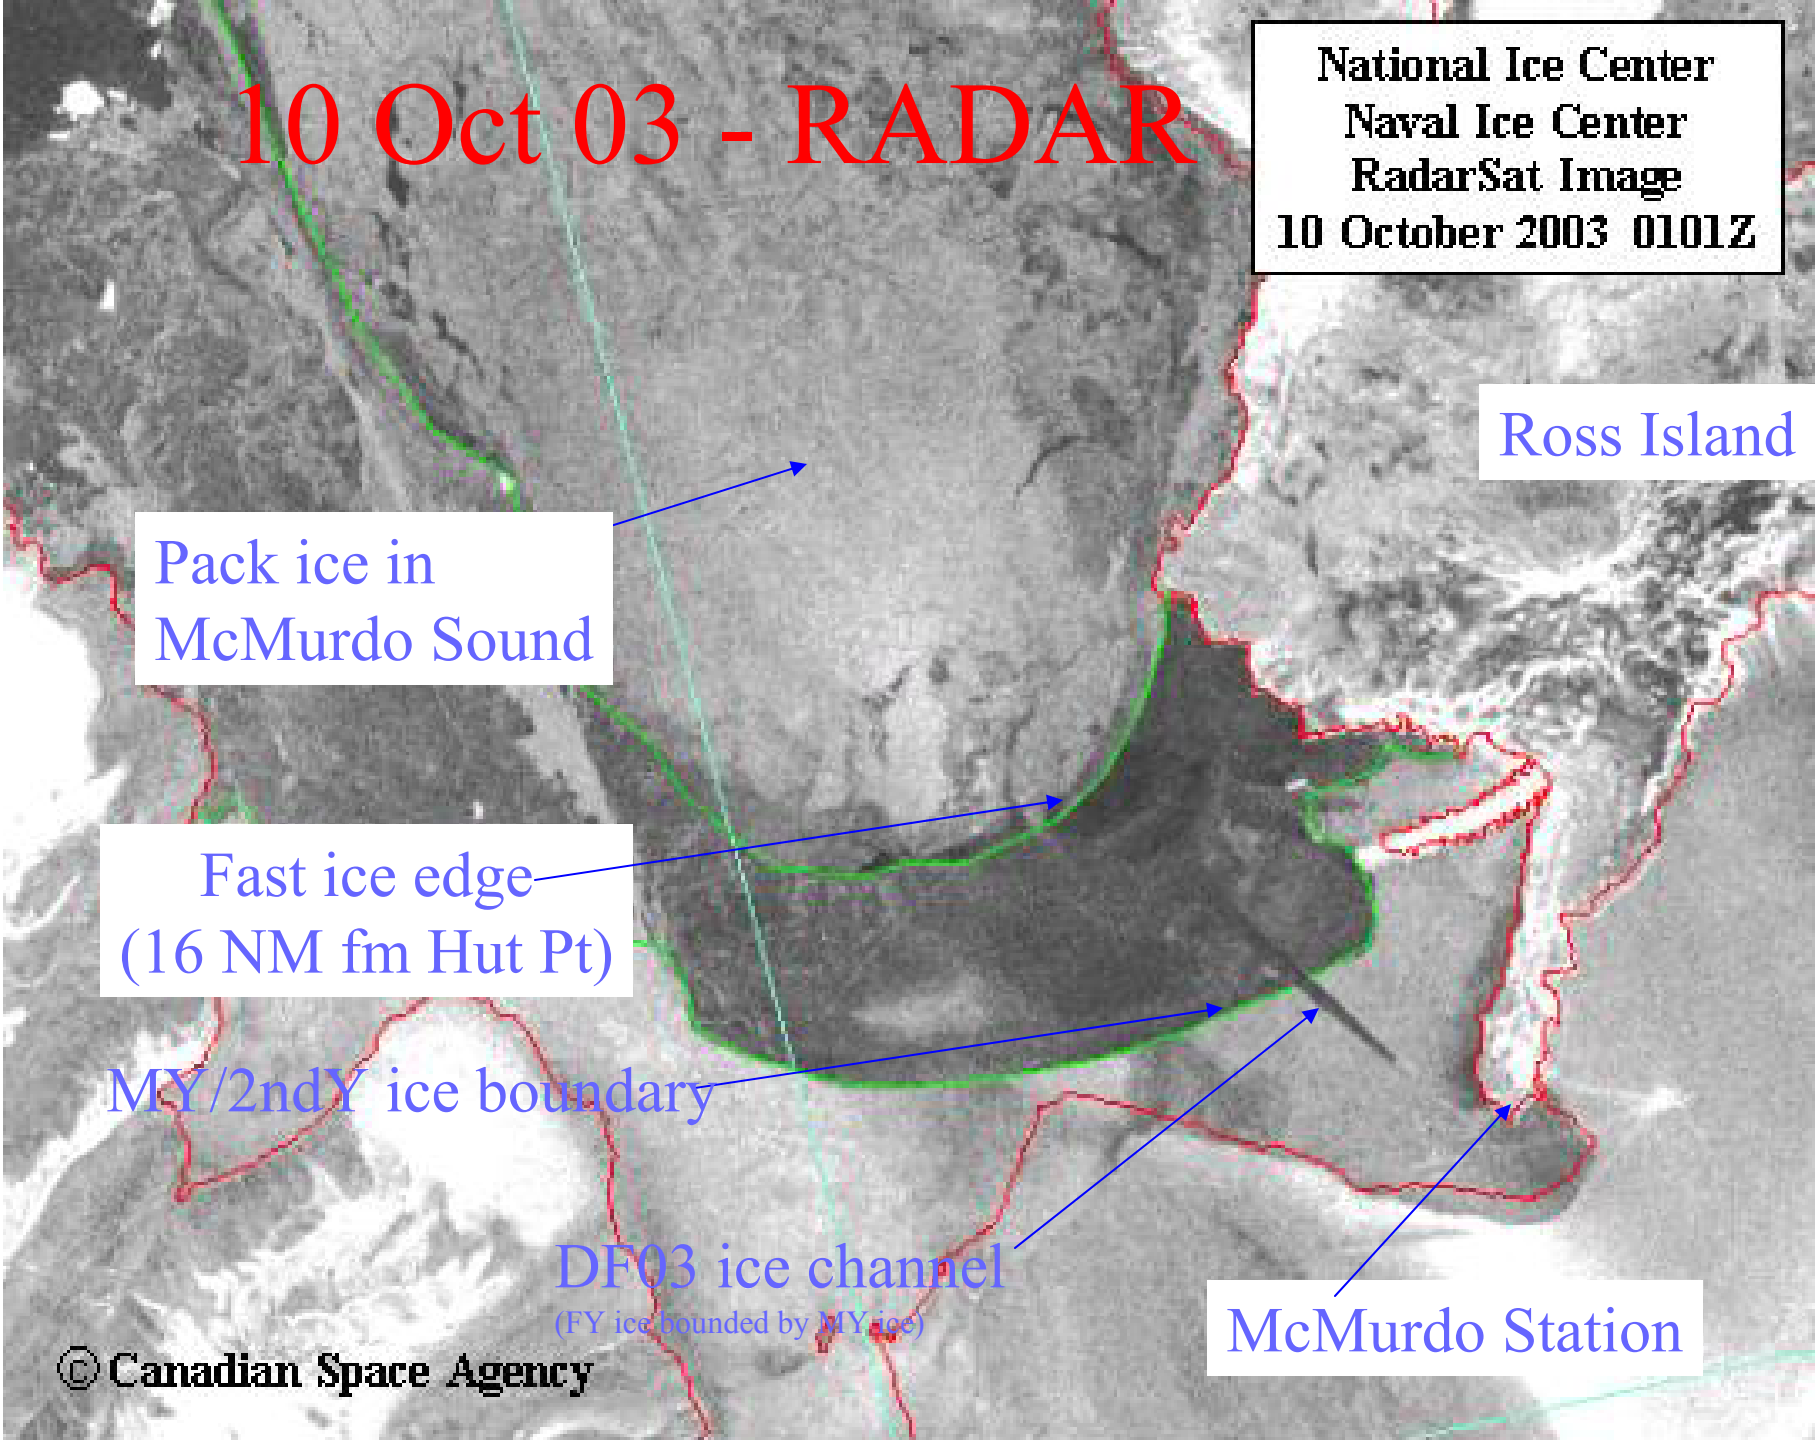 10 Oct 03 - RADAR
National Ice Center
Naval Ice Center
RadarSat Image
10 October 2003 0101Z
Ross Island
Pack ice in
McMurdo Sound
Fast ice edge
(16 NM fm Hut Pt)
MY/2ndY ice boundary
DF03 ice channel
(FY ice bounded by MY ice)
McMurdo Station
© Canadian Space Agency